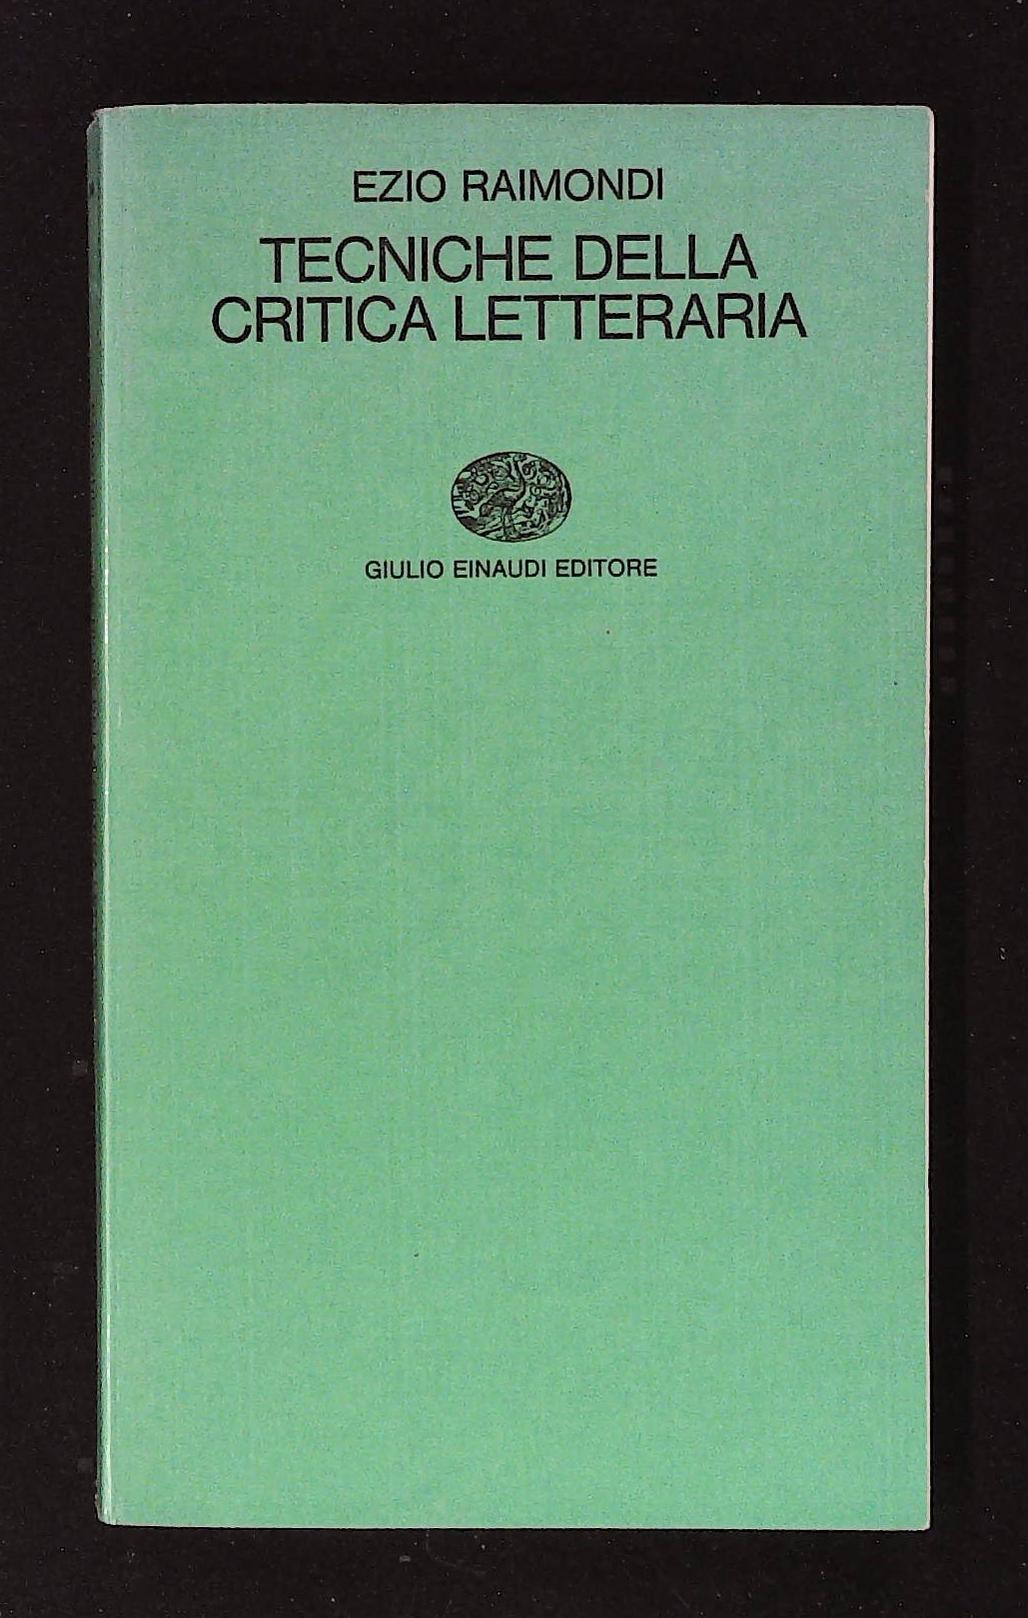 EZIO RAIMONDI
TECNICHE DELLA
CRITICA LETTERARIA
GIULIO EINAUDI EDITORE